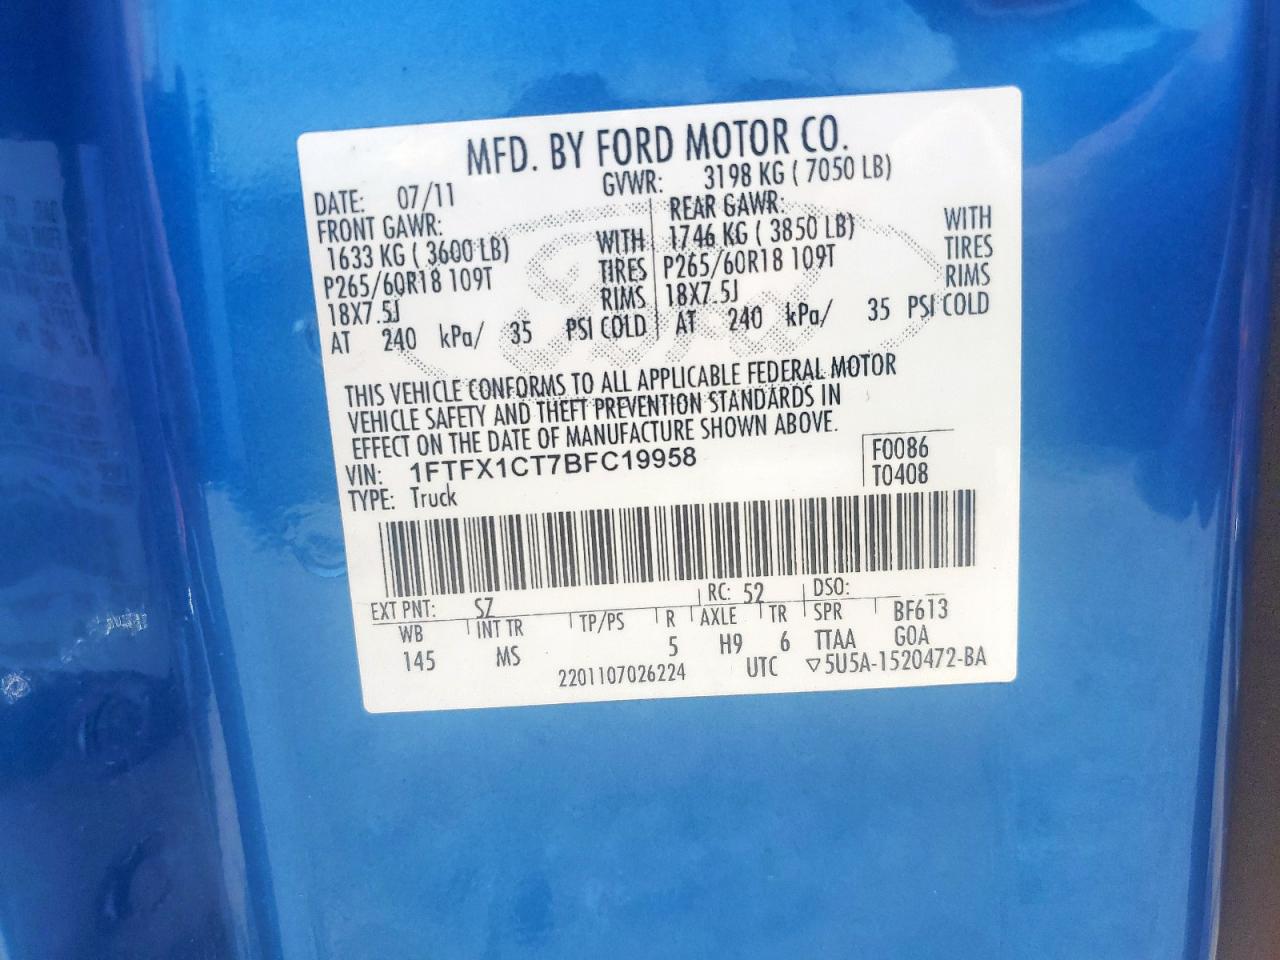 MFD. BY FORD MOTOR CO.
DATE: 07/11 GVWR: 3198 KG ( 7050 LB)
FRONT GAWR: REAR GAWR:
1633 KG ( 3600 LB) WITH 1746 KG ( 3850 LB) WITH
P265/60R18 109T TIRES P265/60R18 109T TIRES
18X7.5J RIMS 18X7.5J RIMS
AT 240 kPa/ 35 PSI COLD AT 240 kPa/ 35 PSI COLD
THIS VEHICLE CONFORMS TO ALL APPLICABLE FEDERAL MOTOR
VEHICLE SAFETY AND THEFT PREVENTION STANDARDS IN
EFFECT ON THE DATE OF MANUFACTURE SHOWN ABOVE.
VIN: 1FTFX1CT7BFC19958 F0086
TYPE: Truck T0408
EXT PNT: SZ RC: 52 DSO:
WB INT TR TP/PS R AXLE TR SPR BF613
145 MS 5 H9 6 TTAA GOA
2201107026224 UTC ▽5U5A-1520472-BA